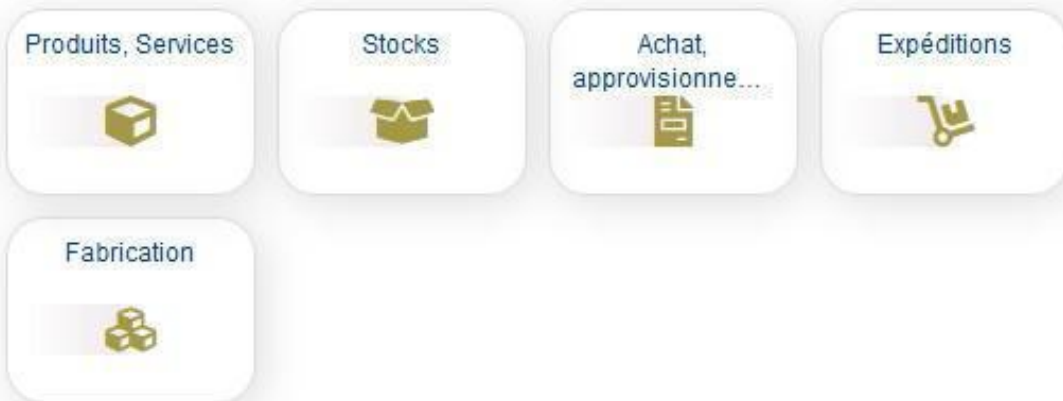 Produits, Services
Stocks
Achat,
approvisionne...
Expéditions
Fabrication